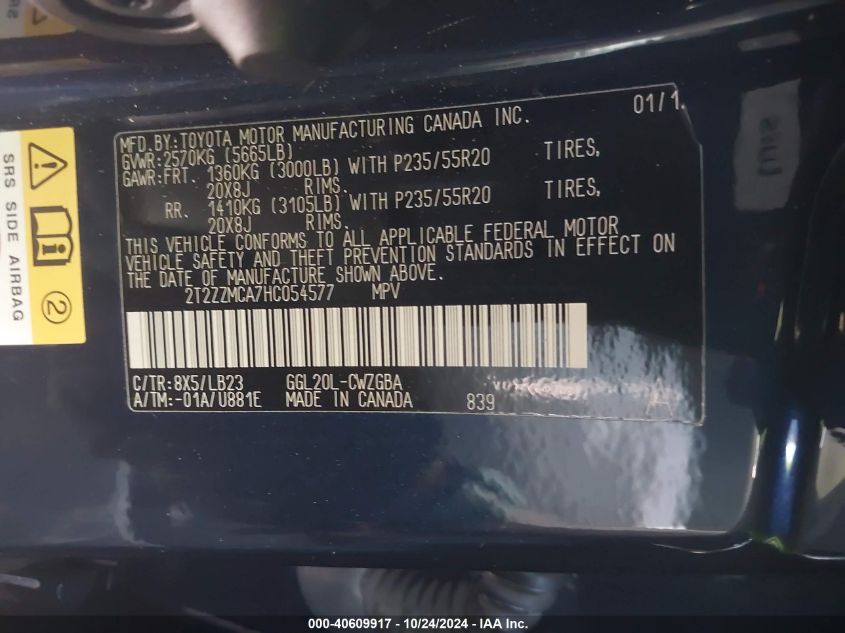 01/1
MFD.BY:TOYOTA MOTOR MANUFACTURING CANADA INC.
GVWR:2570KG (5665LB)
GAWR:FRT. 1360KG (3000LB) WITH P235/55R20 TIRES,
20X8J RIMS.
RR. 1410KG (3105LB) WITH P235/55R20 TIRES,
20X8J RIMS.
THIS VEHICLE CONFORMS TO ALL APPLICABLE FEDERAL MOTOR
VEHICLE SAFETY AND THEFT PREVENTION STANDARDS IN EFFECT ON
THE DATE OF MANUFACTURE SHOWN ABOVE.
2T2ZZMCA7HC054577 MPV
C/TR:8X5/LB23 GGL20L-CWZGBA
A/TM:-01A/U881E MADE IN CANADA 839
SRS SIDE AIRBAG
2
000-40609917 - 10/24/2024 - IAA Inc.